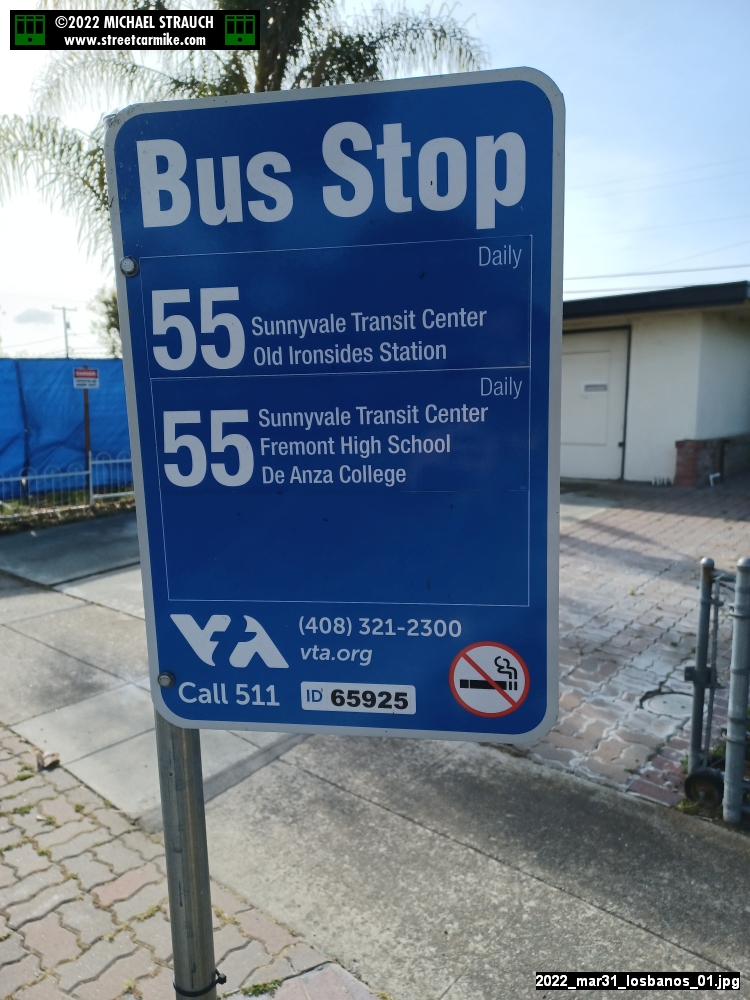 ©2022 MICHAEL STRAUCH
www.streetcarmike.com
Bus Stop
Daily
55 Sunnyvale Transit Center
Old Ironsides Station
Daily
55 Sunnyvale Transit Center
Fremont High School
De Anza College
VTA (408) 321-2300
vta.org
Call 511 ID 65925
DANGER
2022_mar31_losbanos_01.jpg